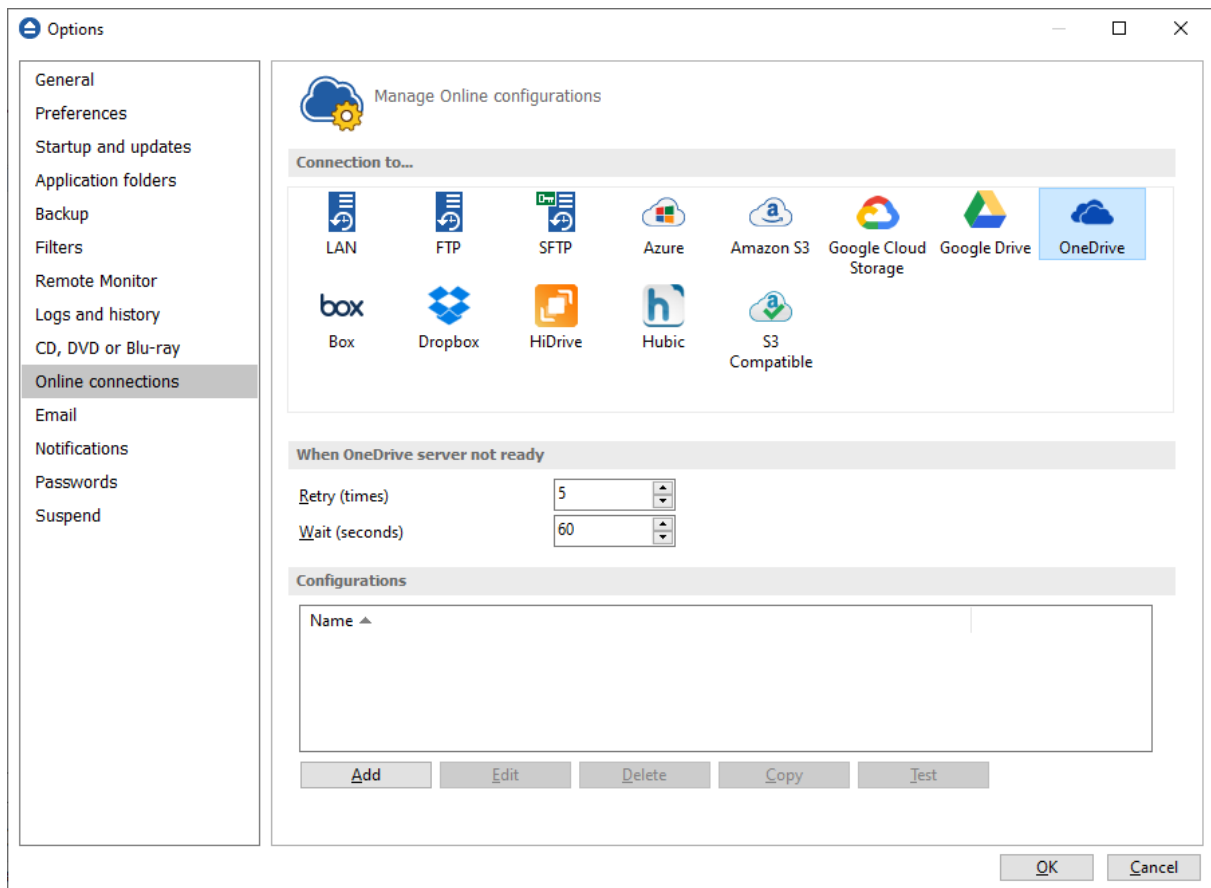 Options
General
Preferences
Startup and updates
Application folders
Backup
Filters
Remote Monitor
Logs and history
CD, DVD or Blu-ray
Online connections
Email
Notifications
Passwords
Suspend
Manage Online configurations
Connection to...
LAN
FTP
SFTP
Azure
Amazon S3
Google Cloud
Storage
Google Drive
OneDrive
box
Box
Dropbox
HiDrive
h
Hubic
a
S3
Compatible
When OneDrive server not ready
Retry (times) 5
Wait (seconds) 60
Configurations
Name
Add Edit Delete Copy Test
OK Cancel